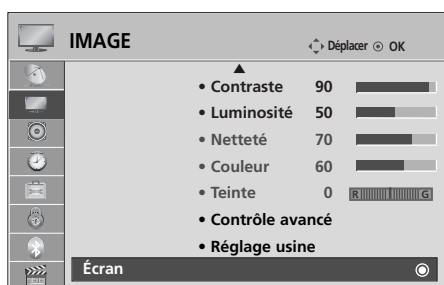 IMAGE
Déplacer OK
• Contraste 90
• Luminosité 50
• Netteté 70
• Couleur 60
• Teinte 0 R G
• Contrôle avancé
• Réglage usine
Écran